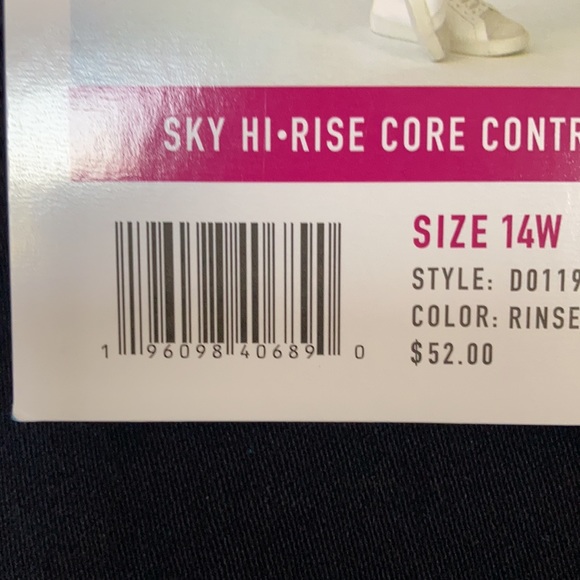 SKY HI•RISE CORE CONTR
SIZE 14W
STYLE: D0119
COLOR: RINSE
$52.00
1 96098 40689 0